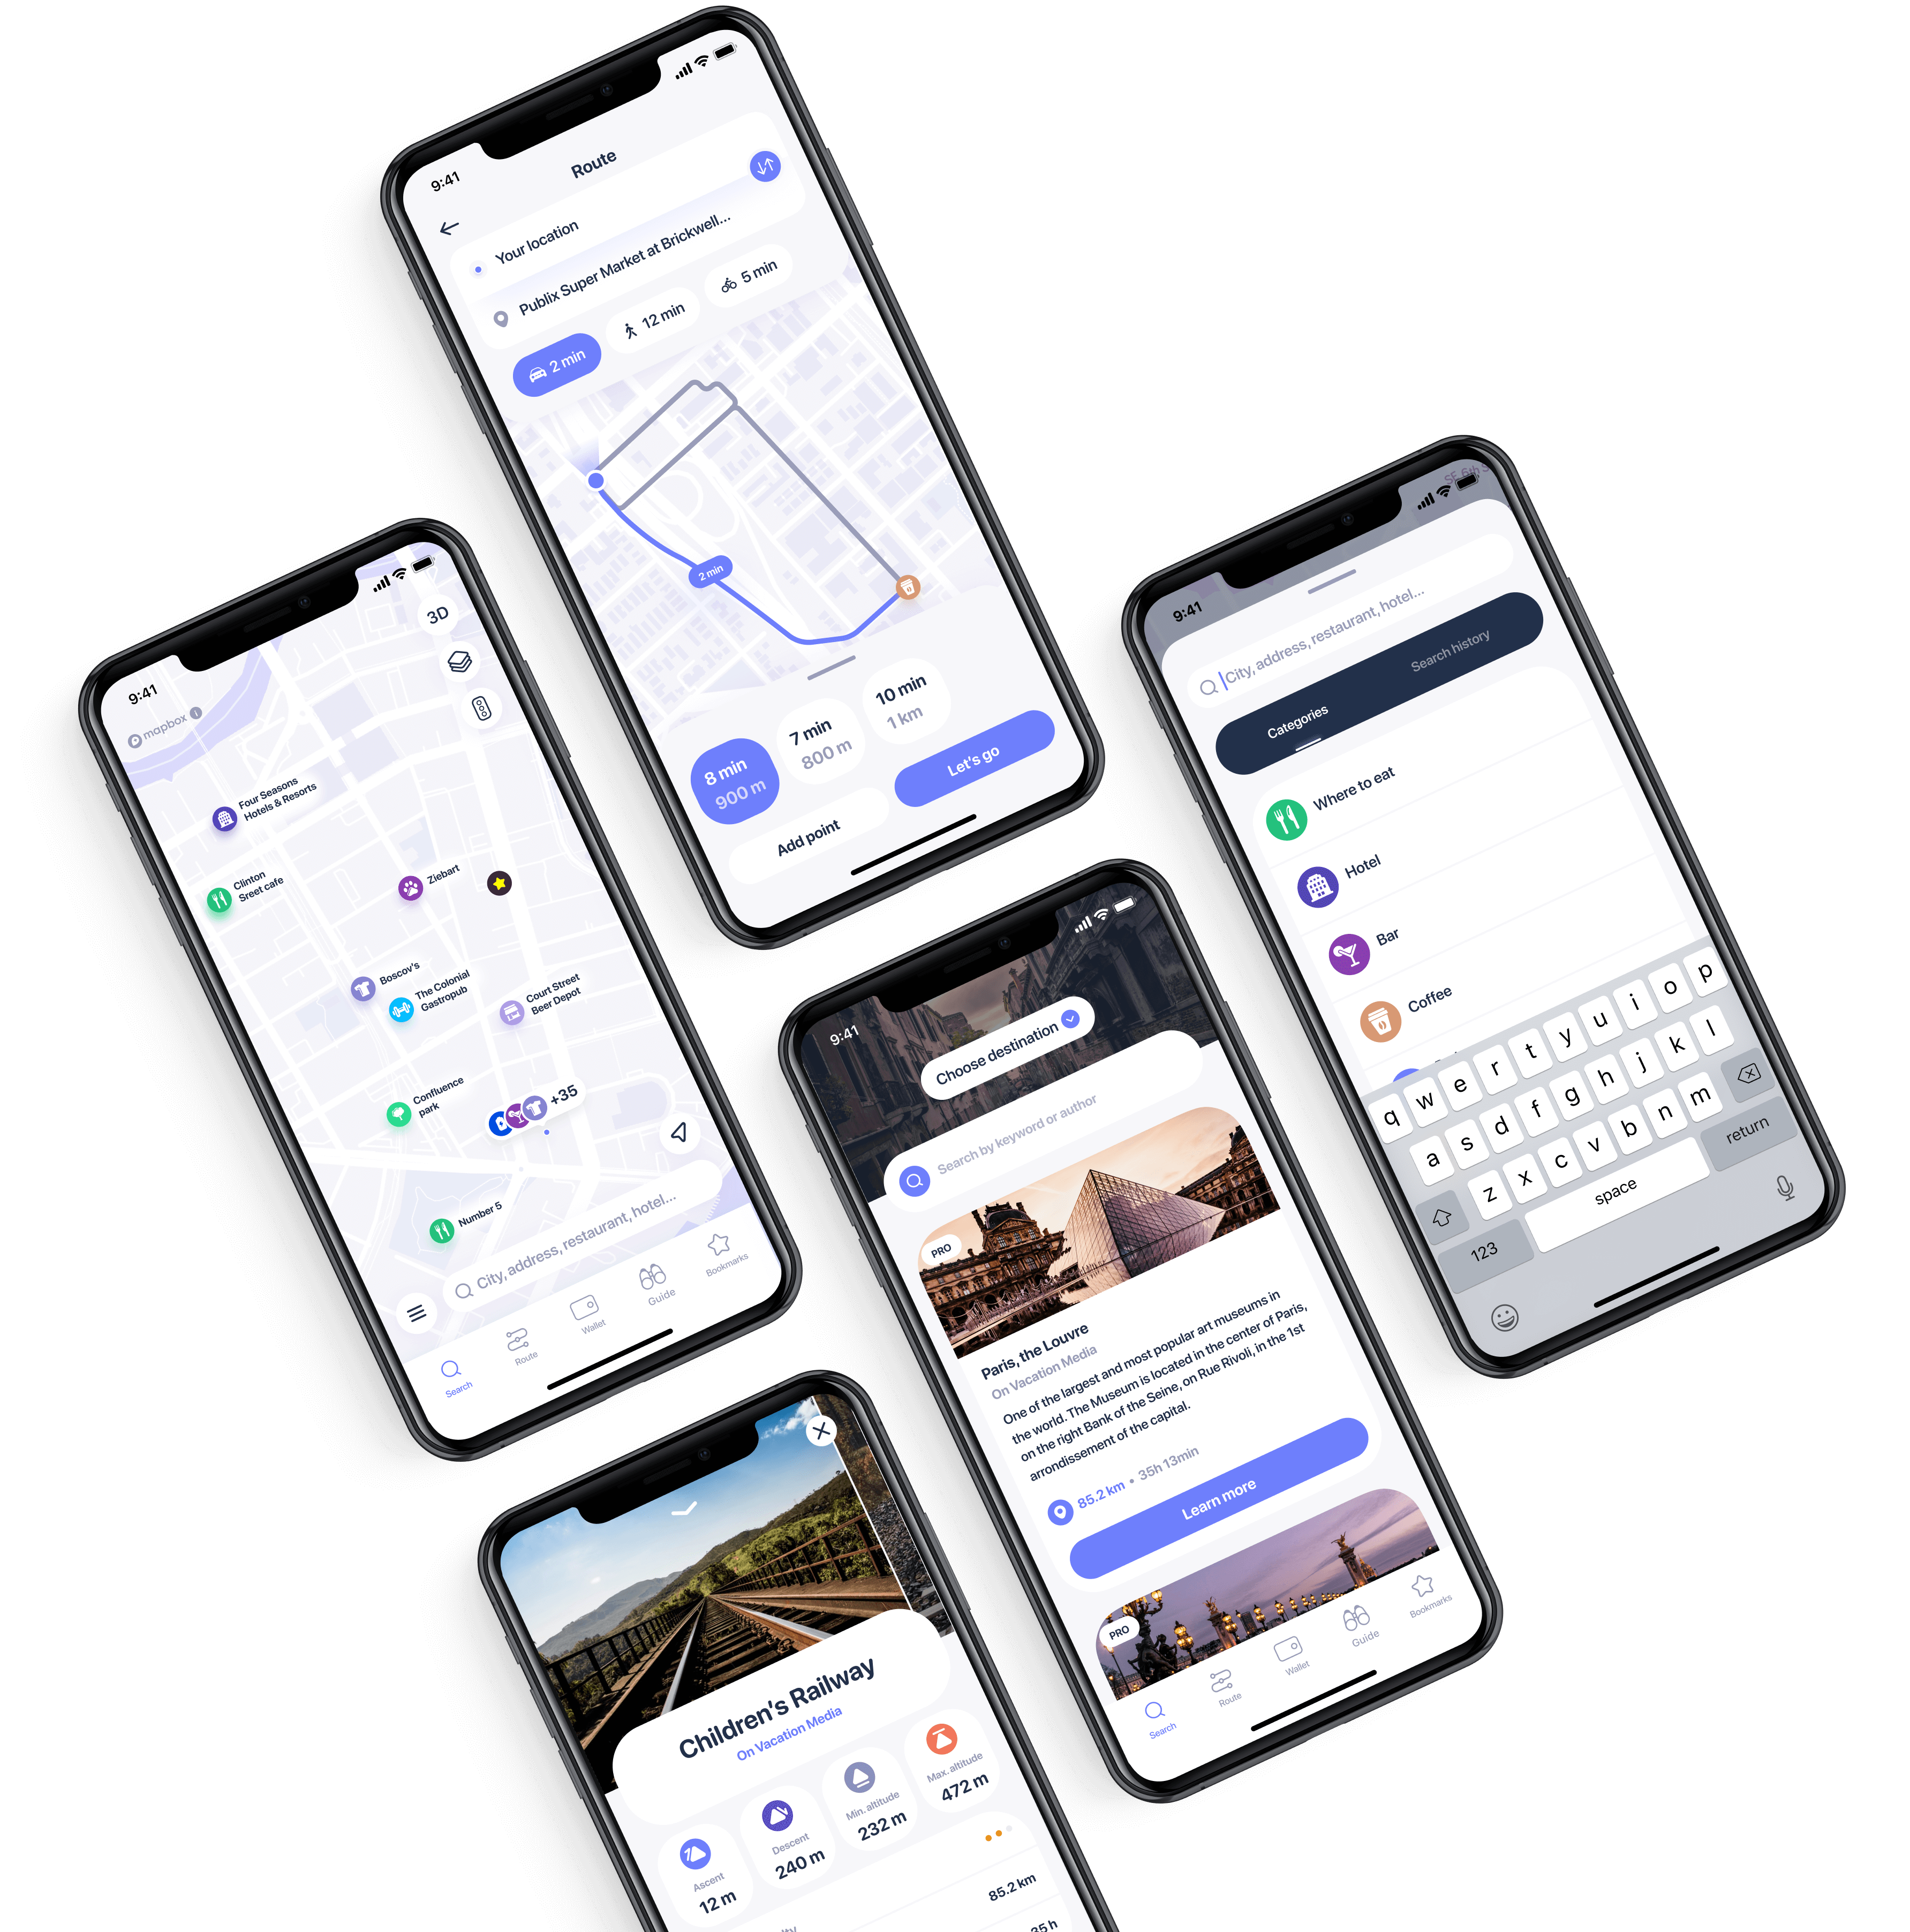 9:41
Route
Your location
Publix Super Market at Brickwell...
2 min
12 min
5 min
2 min
8 min
900 m
7 min
800 m
10 min
1 km
Add point
Let's go
9:41
3D
mapbox
Four Seasons
Hotels & Resorts
Clinton
Sreet cafe
Ziebart
Boscov's
The Colonial
Gastropub
Court Street
Beer Depot
Confluence
park
+35
Number 5
City, address, restaurant, hotel...
Search
Route
Wallet
Guide
Bookmarks
SE 6th
9:41
City, address, restaurant, hotel...
Categories
Search history
Where to eat
Hotel
Bar
Coffee
q w e r t y u i o p
a s d f g h j k l
z x c v b n m
123
space
return
9:41
Choose destination
Search by keyword or author
PRO
Paris, the Louvre
On Vacation Media
One of the largest and most popular art museums in
the world. The Museum is located in the center of Paris,
on the right Bank of the Seine, on Rue Rivoli, in the 1st
arrondissement of the capital.
85.2 km • 35h 13min
Learn more
PRO
Search
Route
Wallet
Guide
Bookmarks
Children's Railway
On Vacation Media
Ascent
12 m
Descent
240 m
Min. altitude
232 m
Max. altitude
472 m
85.2 km
35 h